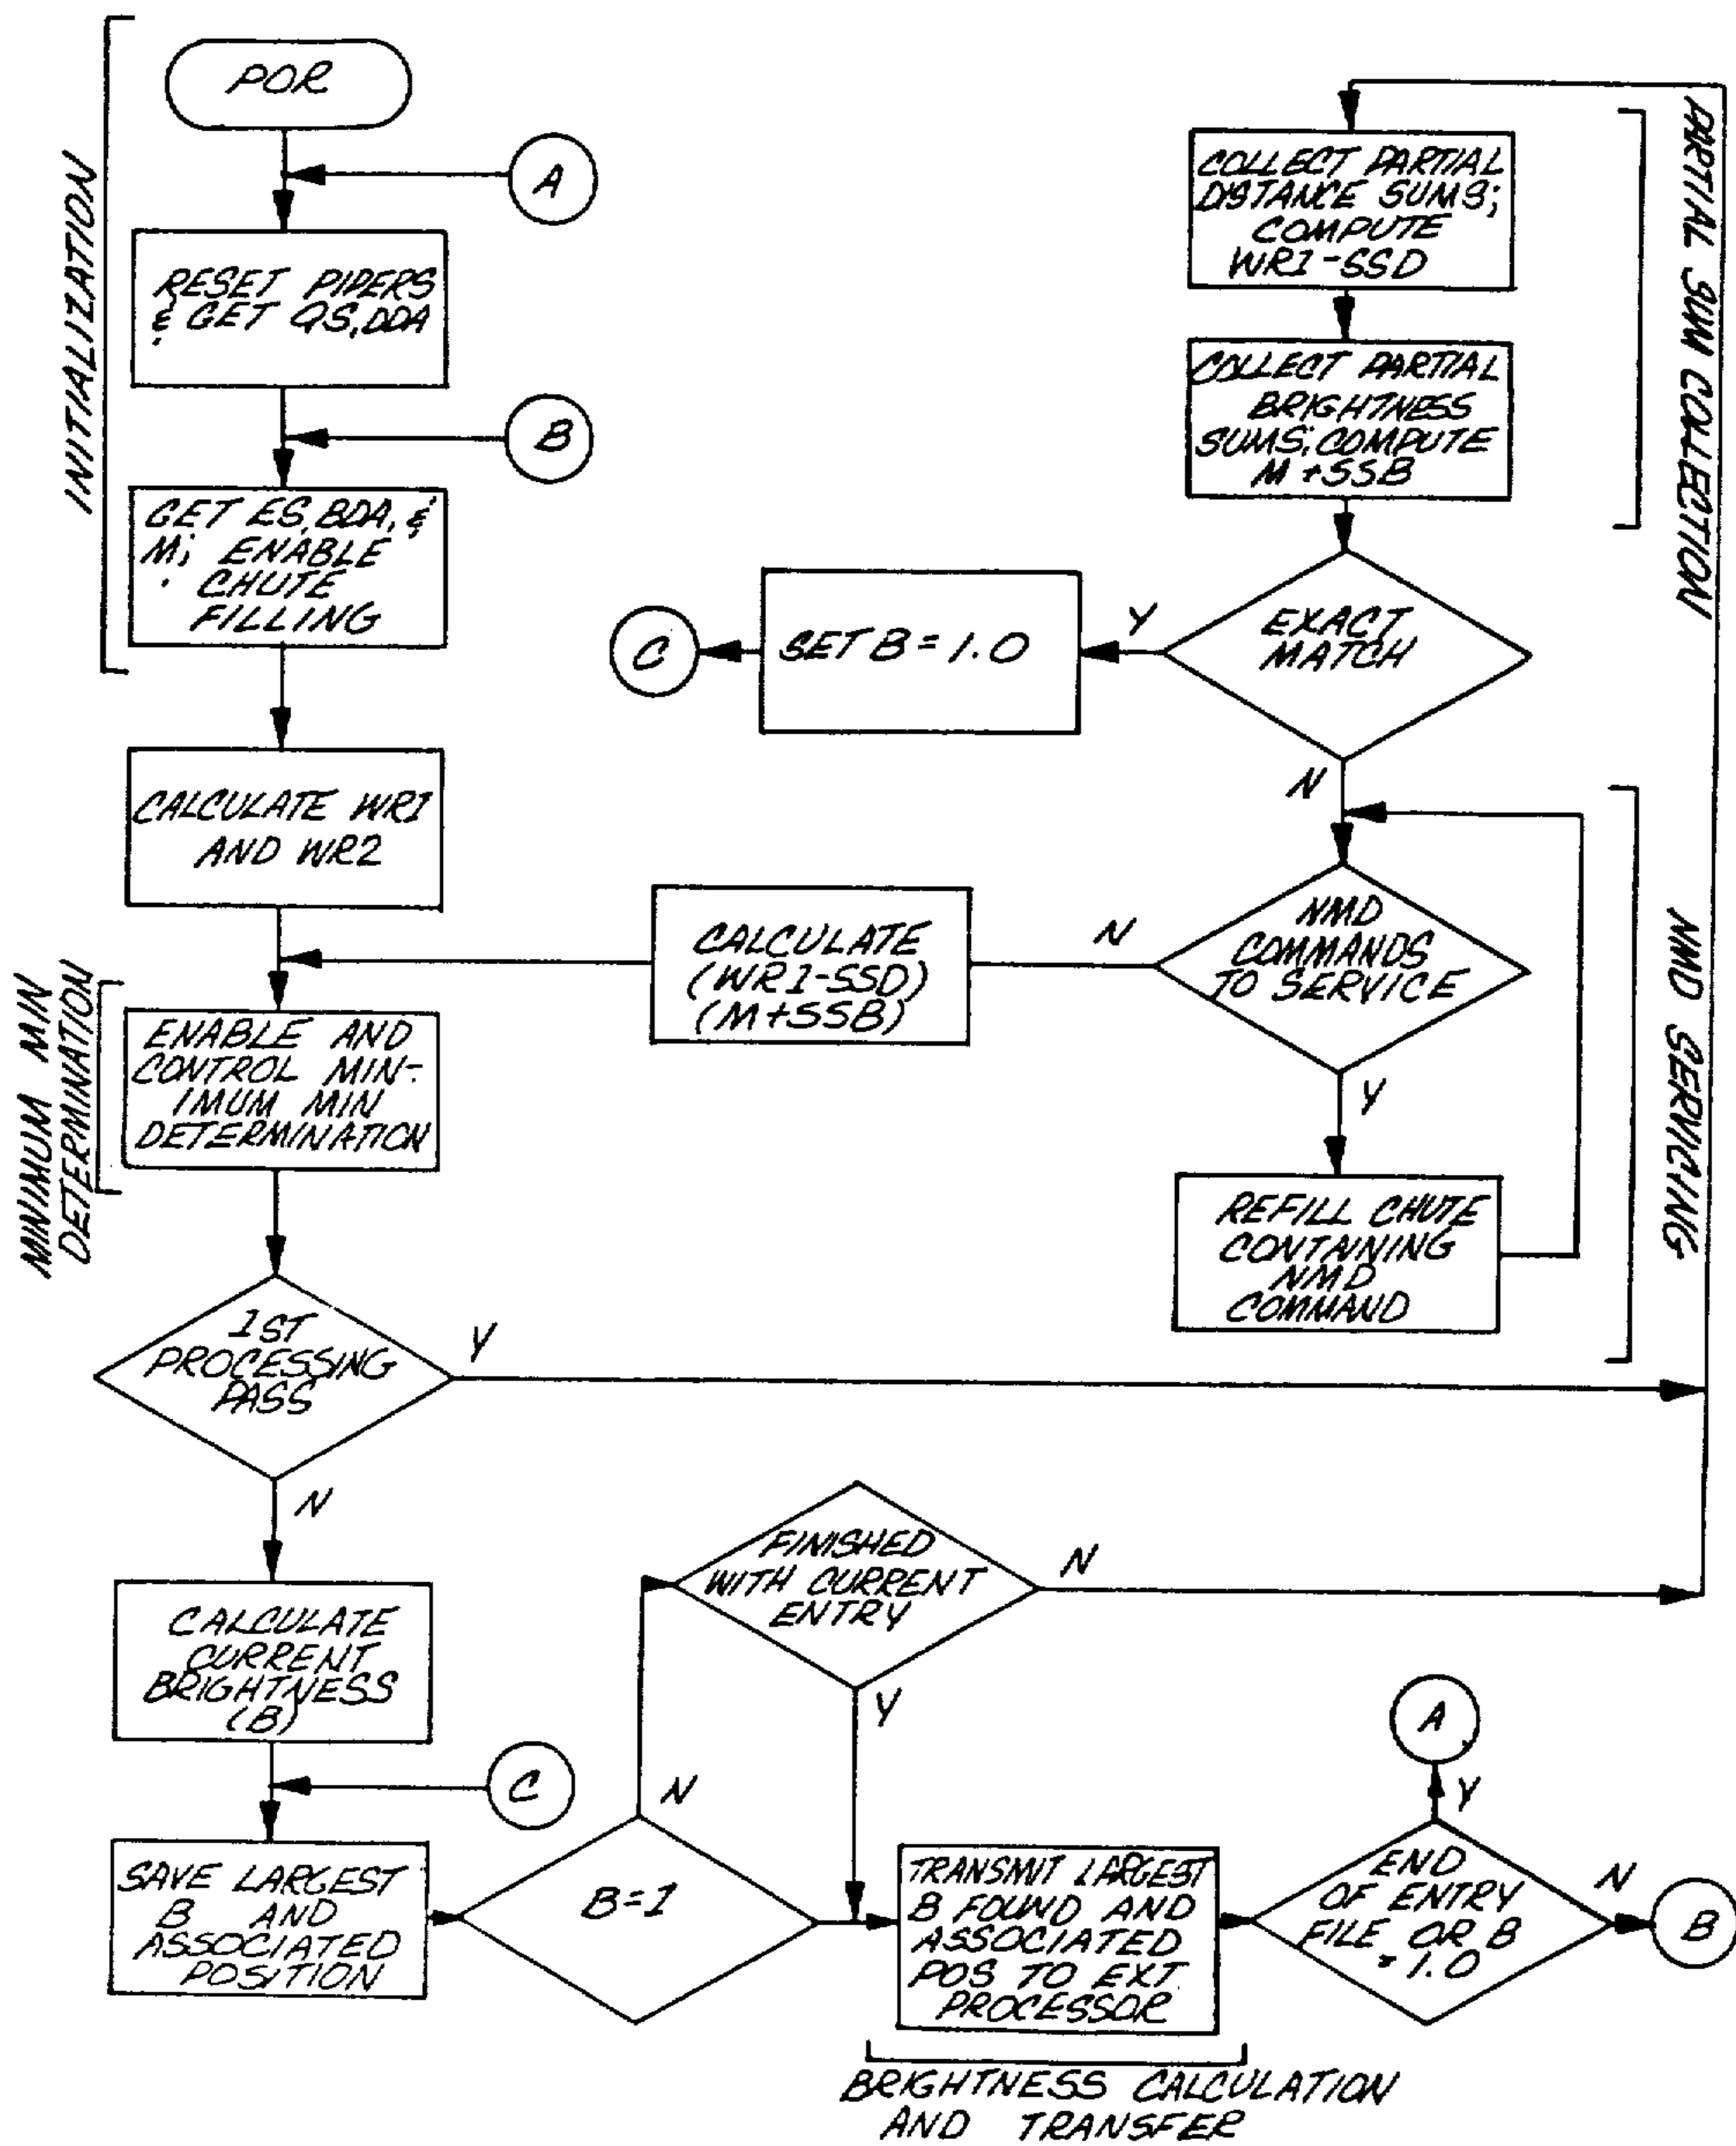 INITIALIZATION
POR
A
RESET PIPERS
& GET QS, DDA
B
GET ES, BDA, &
M; ENABLE
CHUTE
FILLING
CALCULATE WR1
AND WR2
MINIMUM MIN
DETERMINATION
ENABLE AND
CONTROL MIN-
IMUM MIN
DETERMINATION
1ST
PROCESSING
PASS
Y
N
CALCULATE
CURRENT
BRIGHTNESS
(B)
C
SAVE LARGEST
B AND
ASSOCIATED
POSITION
B=1
N
FINISHED
WITH CURRENT
ENTRY
N
Y
TRANSMIT LARGEST
B FOUND AND
ASSOCIATED
POS TO EXT.
PROCESSOR
BRIGHTNESS CALCULATION
AND TRANSFER
END
OF ENTRY
FILE OR B
= 1.0
Y
A
N
B
PARTIAL SUM COLLECTION
COLLECT PARTIAL
DISTANCE SUMS;
COMPUTE
WR1-SSD
COLLECT PARTIAL
BRIGHTNESS
SUMS; COMPUTE
M+SSB
EXACT
MATCH
Y
SET B = 1.0
C
N
NMD SERVICING
NMD
COMMANDS
TO SERVICE
N
CALCULATE
(WR1-SSD)
(M+SSB)
Y
REFILL CHUTE
CONTAINING
NMD
COMMAND